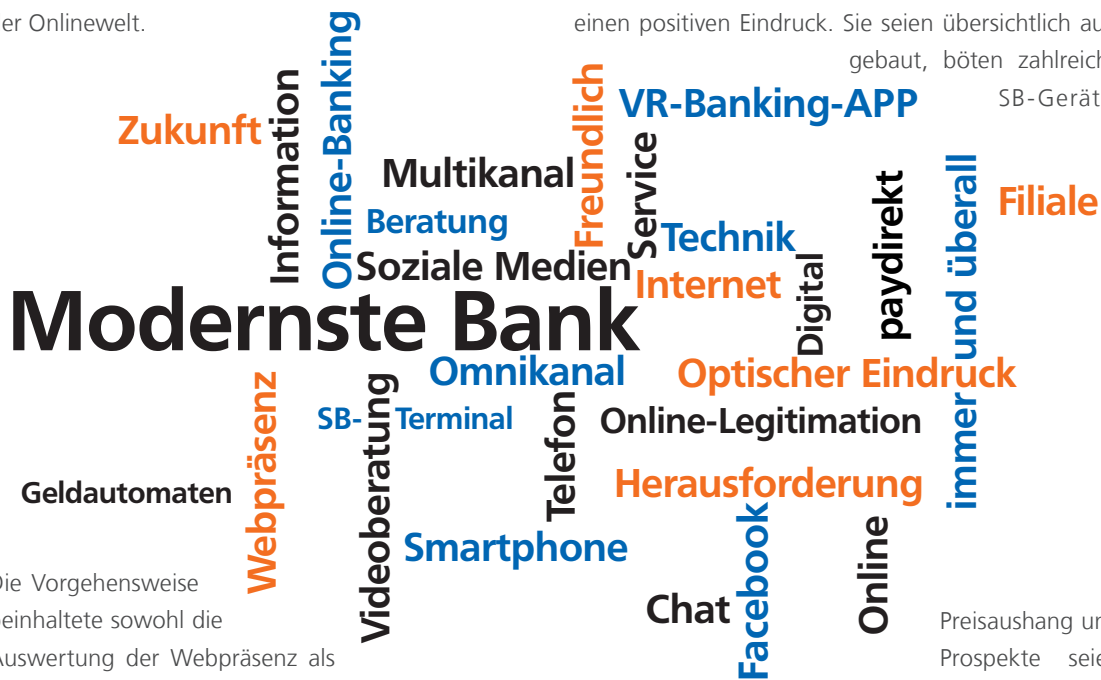 er Onlinewelt.
einen positiven Eindruck. Sie seien übersichtlich au
gebaut, böten zahlreich
SB-Gerät
Zukunft
Information
Online-Banking
Freundlich
VR-Banking-APP
Multikanal
Service
Beratung
Technik
Soziale Medien
Internet
Digital
paydirekt
immer und überall
Filiale
Modernste Bank
Omnikanal
Optischer Eindruck
Webpräsenz
SB- Terminal
Videoberatung
Telefon
Online-Legitimation
Geldautomaten
Herausforderung
Smartphone
Facebook
Online
Chat
Die Vorgehensweise
beinhaltete sowohl die
Auswertung der Webpräsenz als
Preisaushang un
Prospekte seie